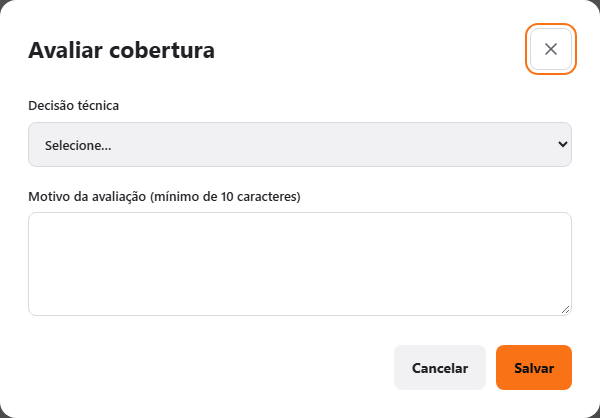 Avaliar cobertura
Decisão técnica
Selecione...
Motivo da avaliação (mínimo de 10 caracteres)
Cancelar
Salvar